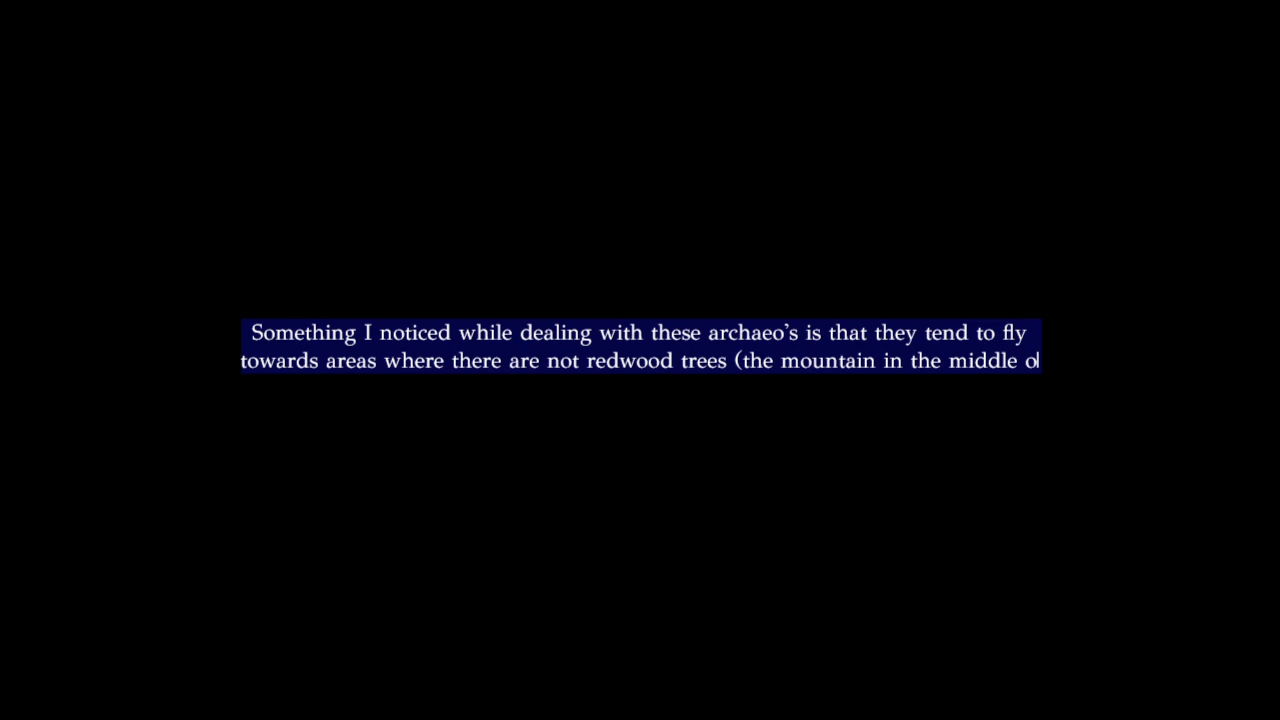 Something I noticed while dealing with these archaeo's is that they tend to fly
towards areas where there are not redwood trees (the mountain in the middle